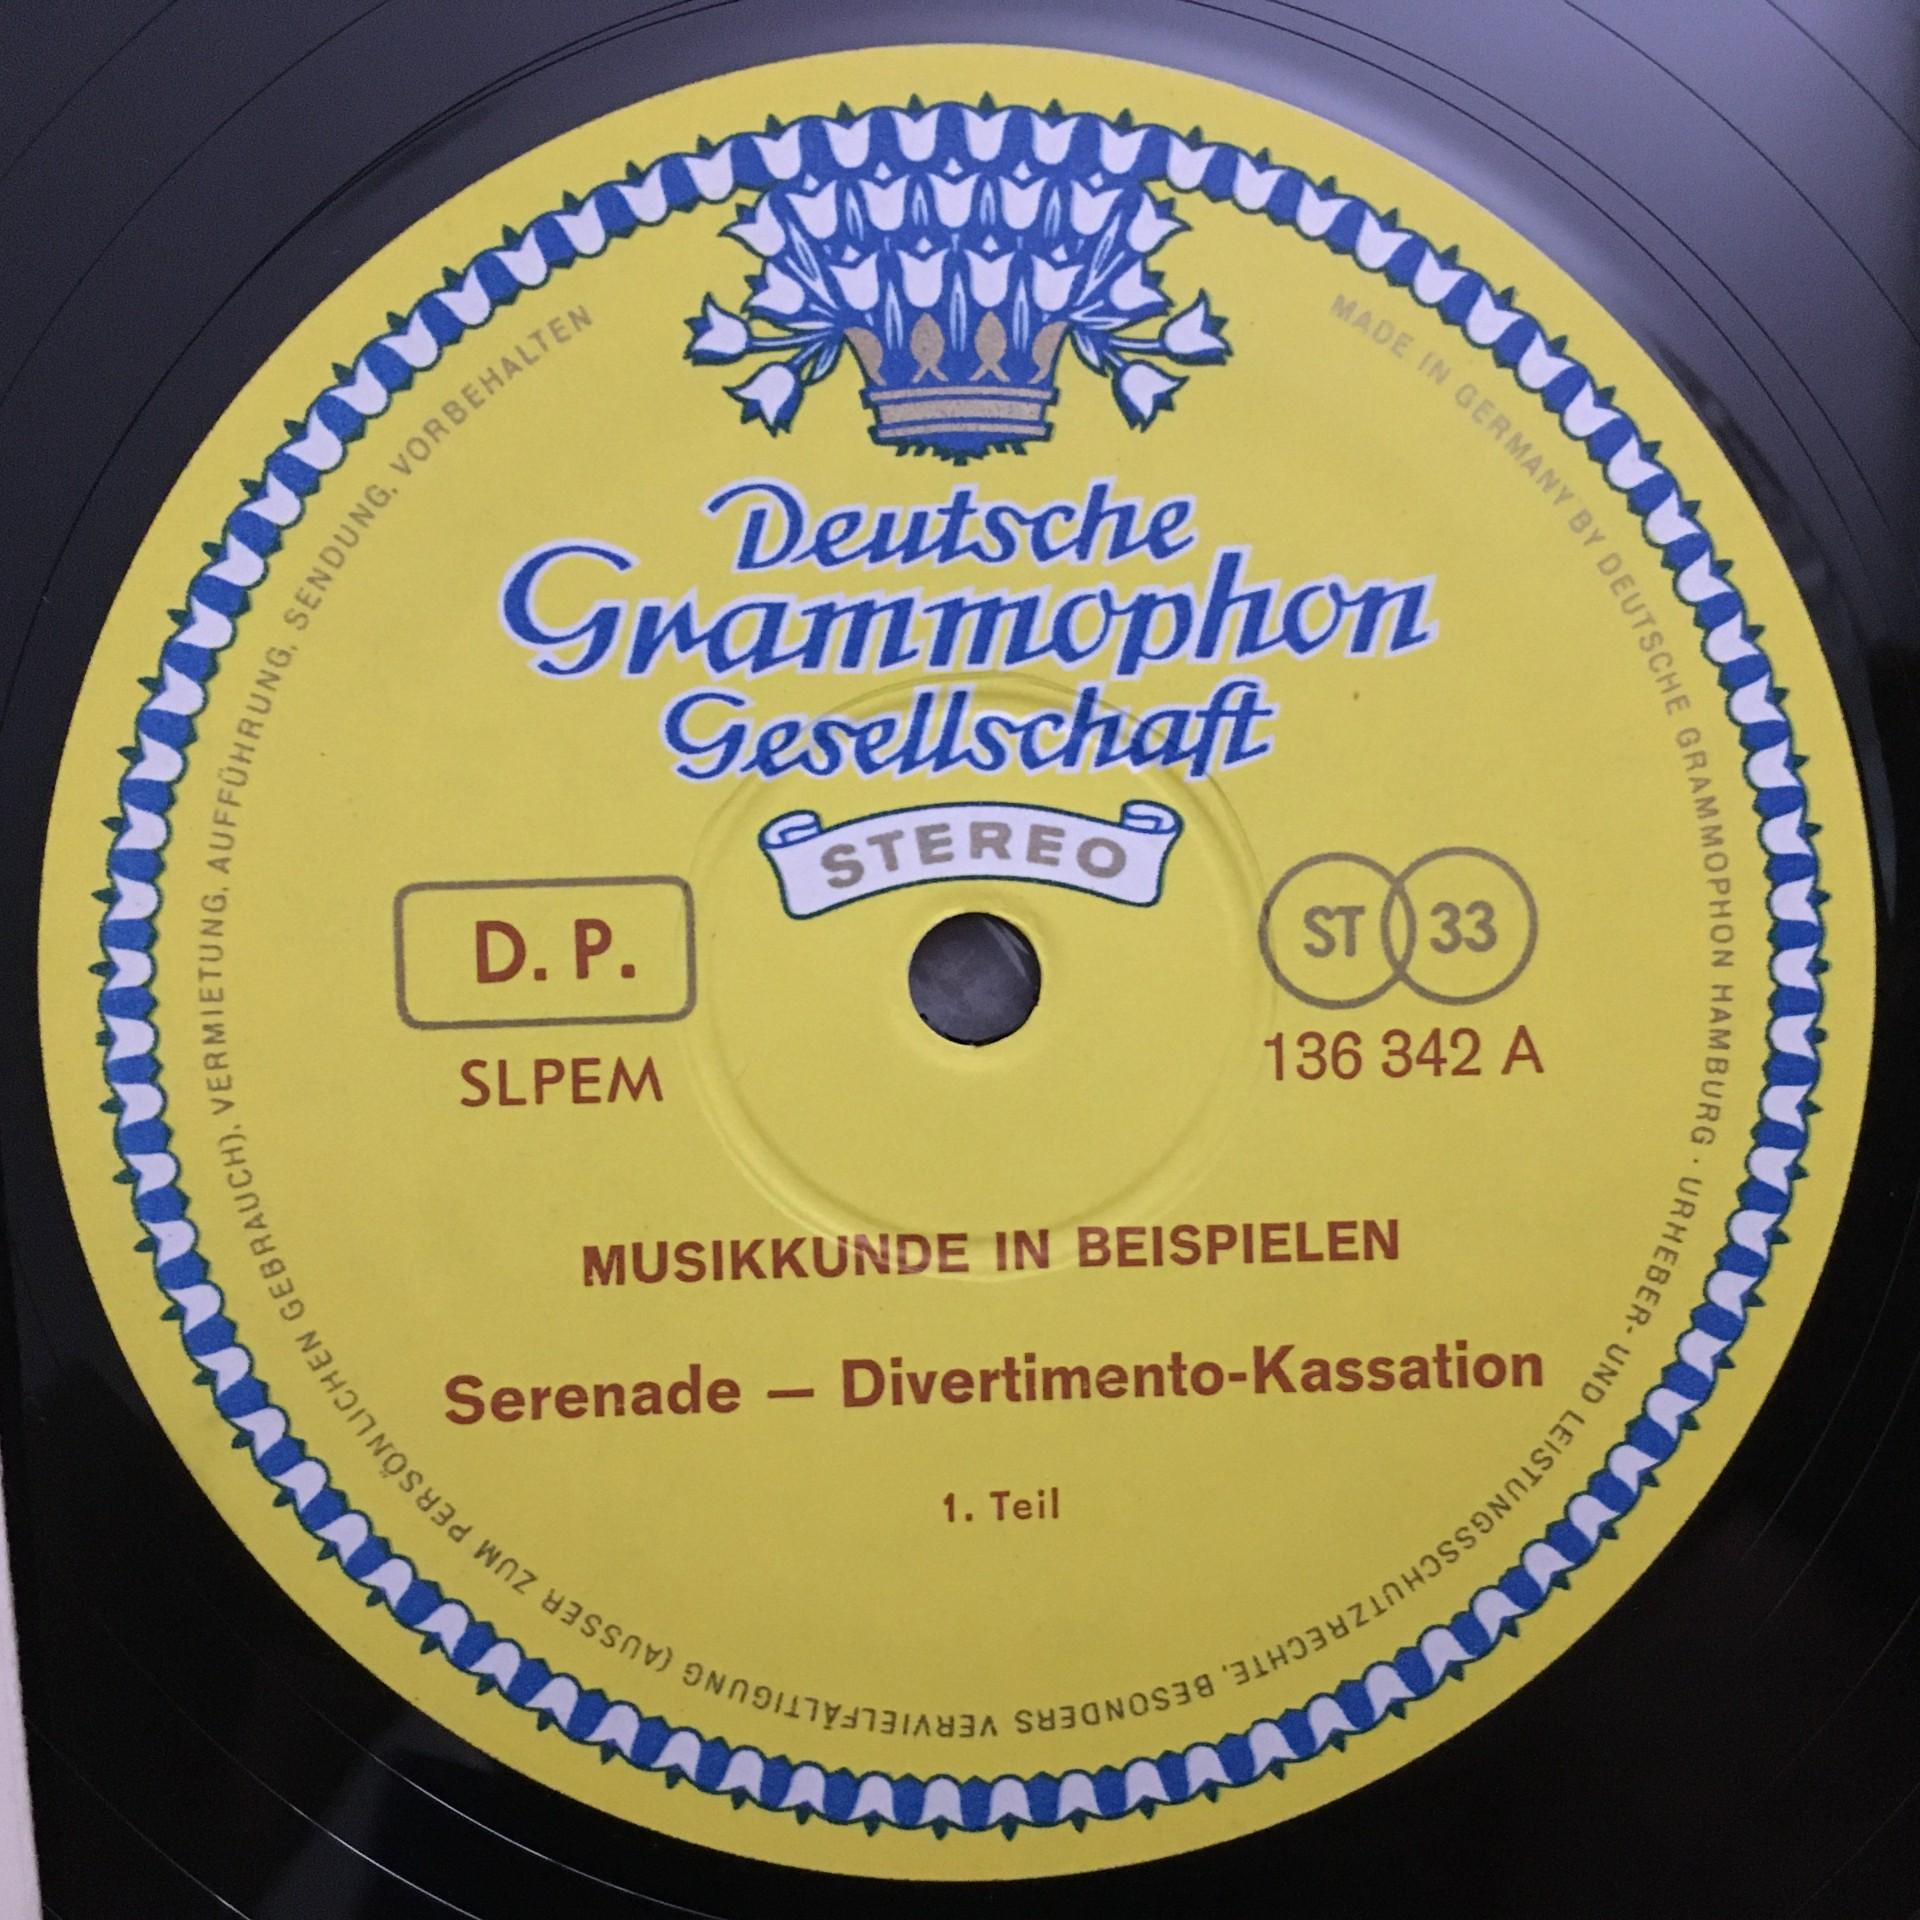 Deutsche
Grammophon
Gesellschaft
STEREO
D. P.
SLPEM
ST 33
136 342 A
MUSIKKUNDE IN BEISPIELEN
Serenade — Divertimento-Kassation
1. Teil
MADE IN GERMANY BY DEUTSCHE GRAMMOPHON HAMBURG · URHEBER- UND LEISTUNGSSCHUTZRECHTE, BESONDERS VERVIELFÄLTIGUNG (AUSSER ZUM PERSÖNLICHEN GEBRAUCH), VERMIETUNG, AUFFÜHRUNG, SENDUNG, VORBEHALTEN